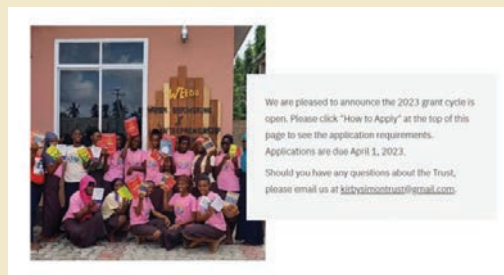 WEEDA
We are pleased to announce the 2023 grant cycle is
open. Please click "How to Apply" at the top of this
page to see the application requirements.
Applications are due April 1, 2023.
Should you have any questions about the Trust,
please email us at kirbysimontrust@gmail.com.